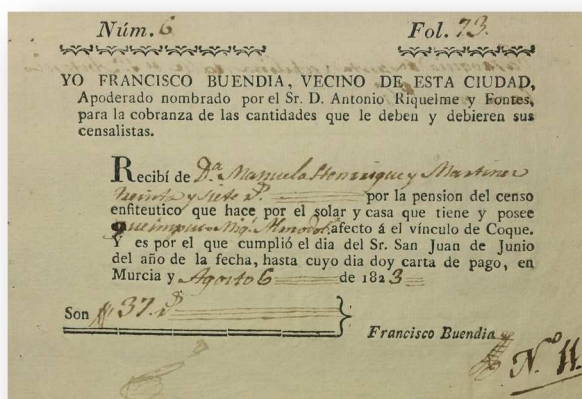 Núm. 6 Fol. 73.
YO FRANCISCO BUENDIA, VECINO DE ESTA CIUDAD,
Apoderado nombrado por el Sr. D. Antonio Riquelme y Fontes,
para la cobranza de las cantidades que le deben y debieren sus
censalistas.
Recibí de D.ª Manuela Henrriquez y Martinez
treinta y siete r.s por la pension del censo
enfiteutico que hace por el solar y casa que tiene y posee
afecto á el vínculo de Coque.
Y es por el que cumplió el dia del Sr. San Juan de Junio
del año de la fecha, hasta cuyo dia doy carta de pago, en
Murcia y Agosto 6 de 1823
Son 37. r.s
Francisco Buendia
N.º 11.